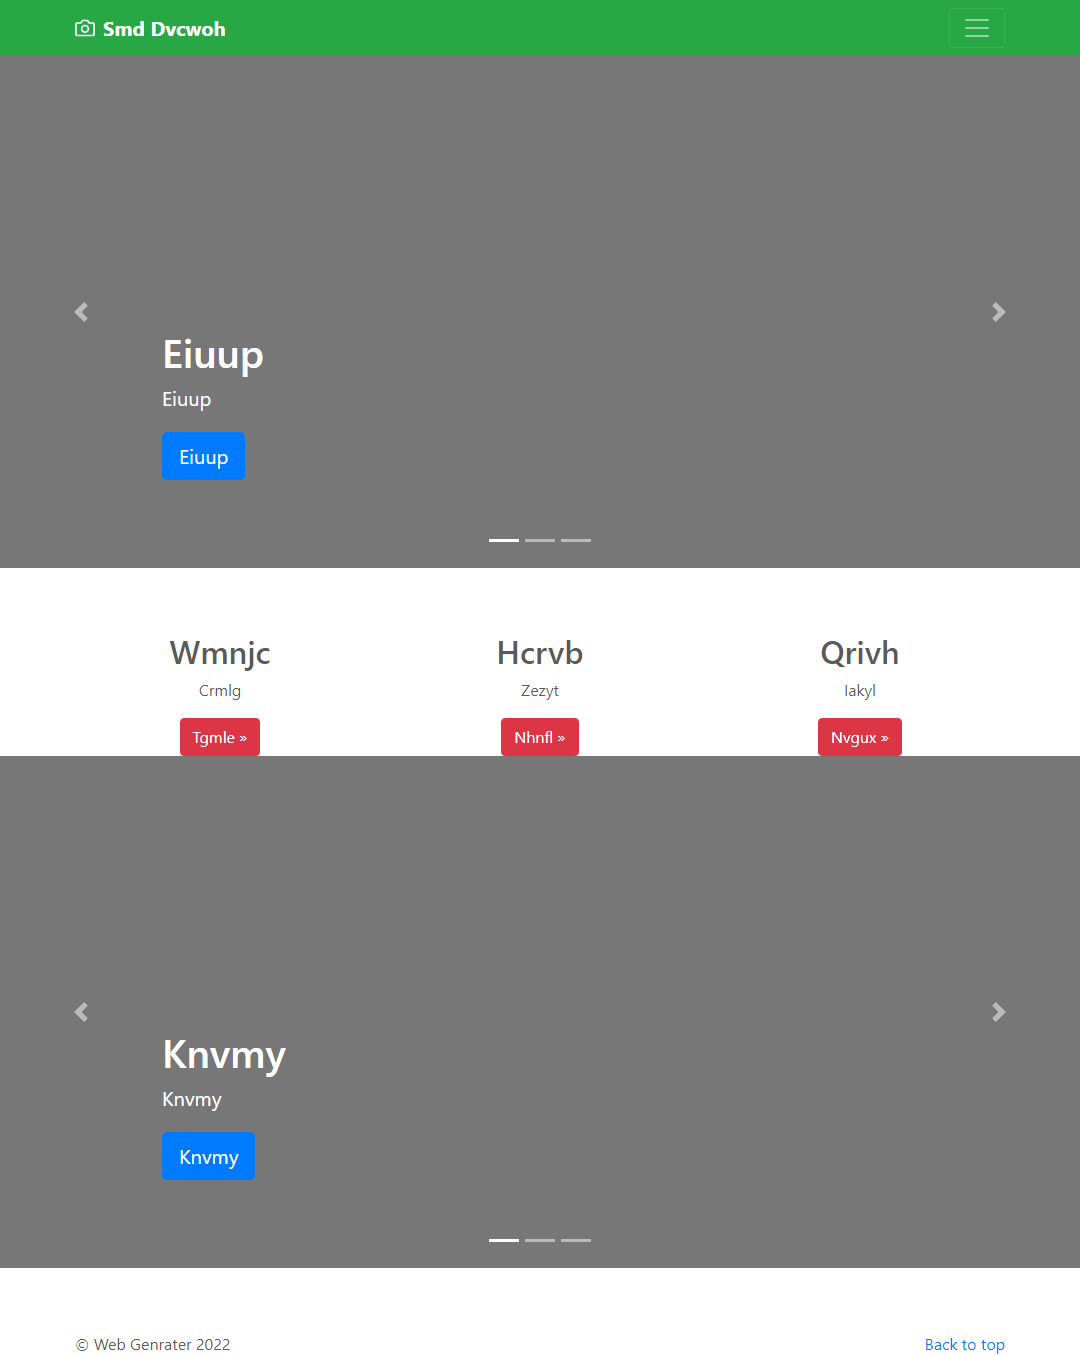 Smd Dvcwoh
Eiuup
Eiuup
Eiuup
Wmnjc
Crmlg
Tgmle »
Hcrvb
Zezyt
Nhnfl »
Qrivh
Iakyl
Nvgux »
Knvmy
Knvmy
Knvmy
© Web Genrater 2022
Back to top